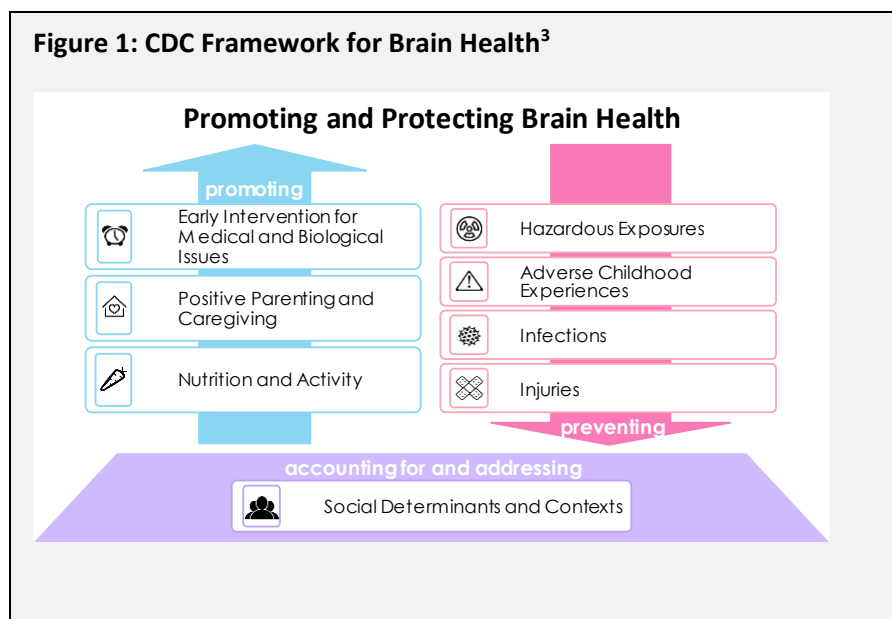 Figure 1: CDC Framework for Brain Health3
Promoting and Protecting Brain Health
promoting
Early Intervention for
Medical and Biological
Issues
Positive Parenting and
Caregiving
Nutrition and Activity
Hazardous Exposures
Adverse Childhood
Experiences
Infections
Injuries
preventing
accounting for and addressing
Social Determinants and Contexts